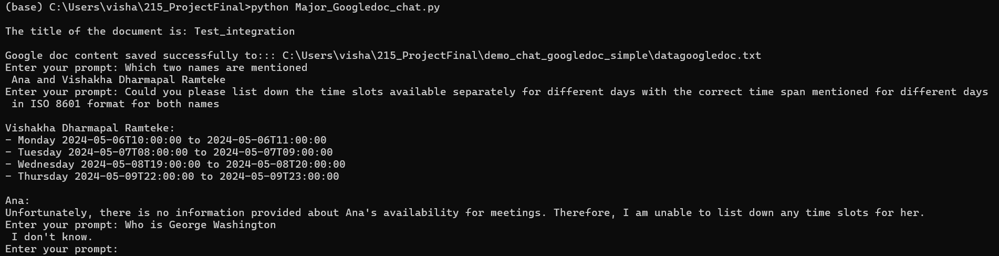 (base) C:\Users\visha\215_ProjectFinal>python Major_Googledoc_chat.py
The title of the document is: Test_integration
Google doc content saved successfully to::: C:\Users\visha\215_ProjectFinal\demo_chat_googledoc_simple\datagoogledoc.txt
Enter your prompt: Which two names are mentioned
 Ana and Vishakha Dharmapal Ramteke
Enter your prompt: Could you please list down the time slots available separately for different days with the correct time span mentioned for different days
 in ISO 8601 format for both names
Vishakha Dharmapal Ramteke:
- Monday 2024-05-06T10:00:00 to 2024-05-06T11:00:00
- Tuesday 2024-05-07T08:00:00 to 2024-05-07T09:00:00
- Wednesday 2024-05-08T19:00:00 to 2024-05-08T20:00:00
- Thursday 2024-05-09T22:00:00 to 2024-05-09T23:00:00
Ana:
Unfortunately, there is no information provided about Ana's availability for meetings. Therefore, I am unable to list down any time slots for her.
Enter your prompt: Who is George Washington
 I don't know.
Enter your prompt: